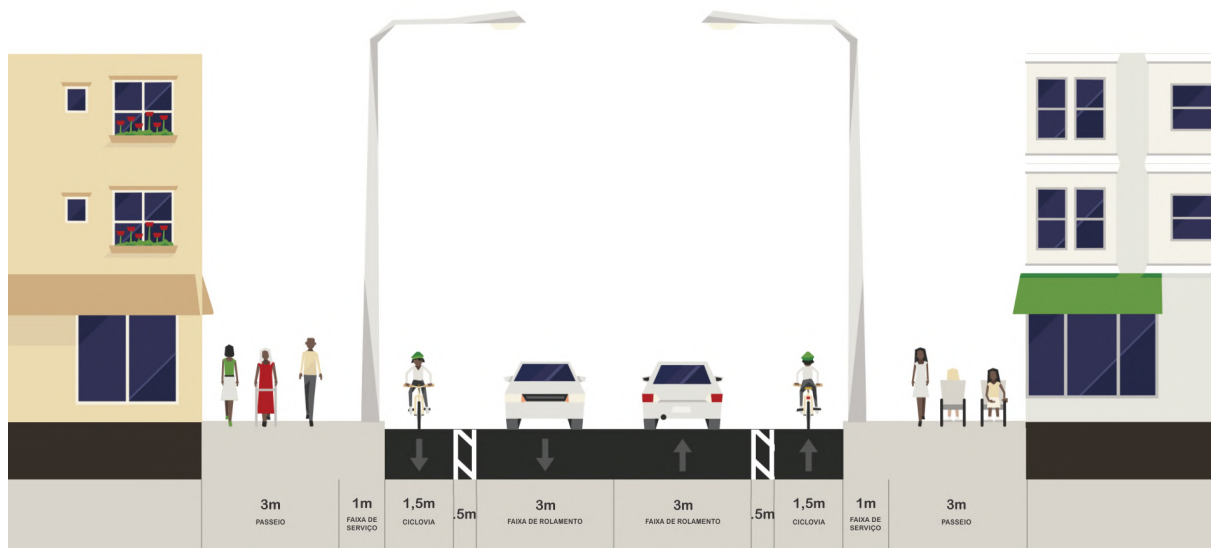 3m
PASSEIO
1m
FAIXA DE
SERVIÇO
1,5m
CICLOVIA
.5m
3m
FAIXA DE ROLAMENTO
3m
FAIXA DE ROLAMENTO
.5m
1,5m
CICLOVIA
1m
FAIXA DE
SERVIÇO
3m
PASSEIO